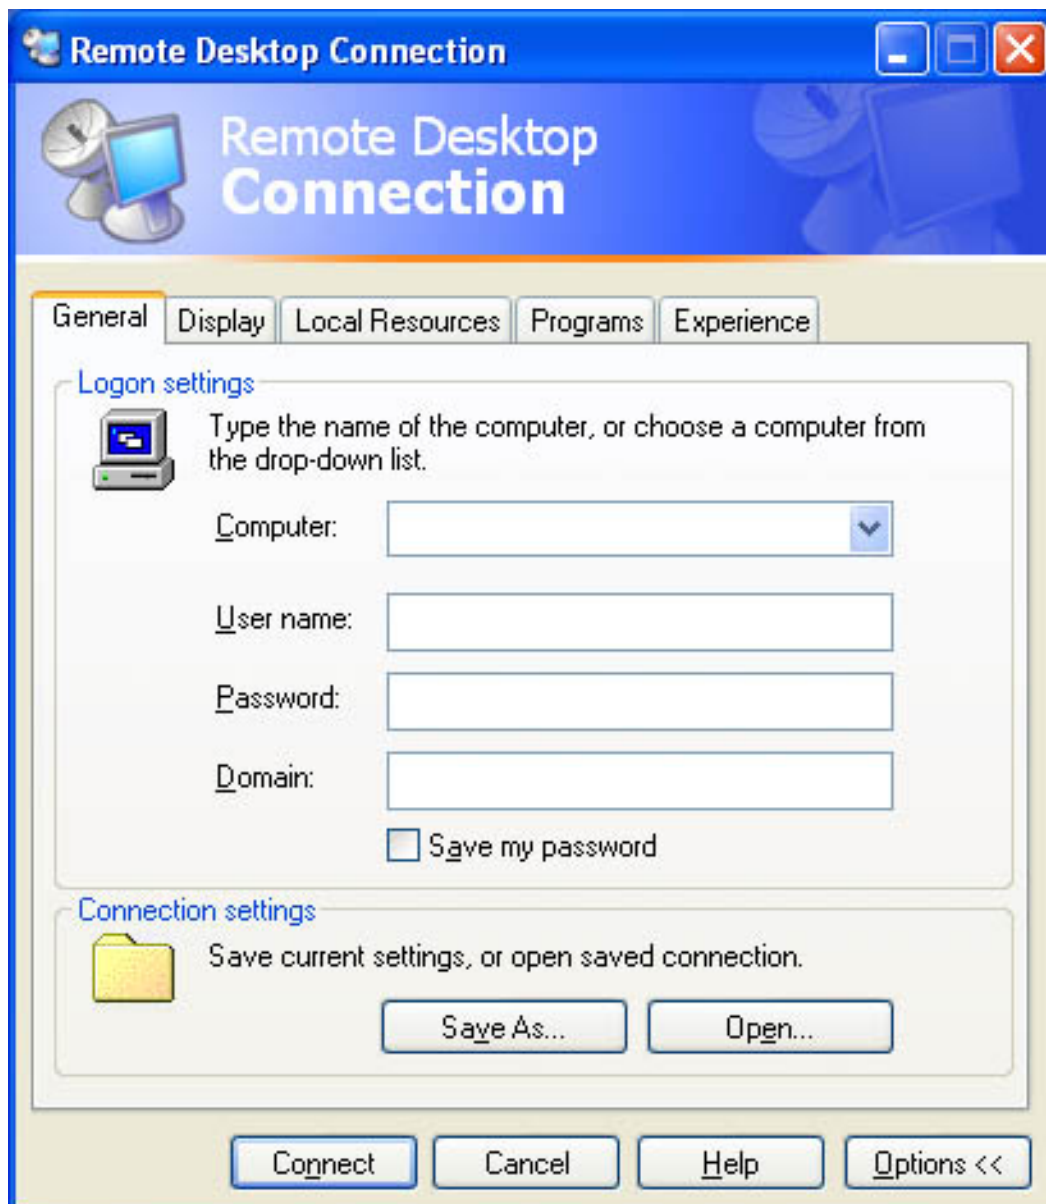 Remote Desktop Connection
Remote Desktop
Connection
General Display Local Resources Programs Experience
Logon settings
Type the name of the computer, or choose a computer from
the drop-down list.
Computer:
User name:
Password:
Domain:
Save my password
Connection settings
Save current settings, or open saved connection.
Save As... Open...
Connect Cancel Help Options <<